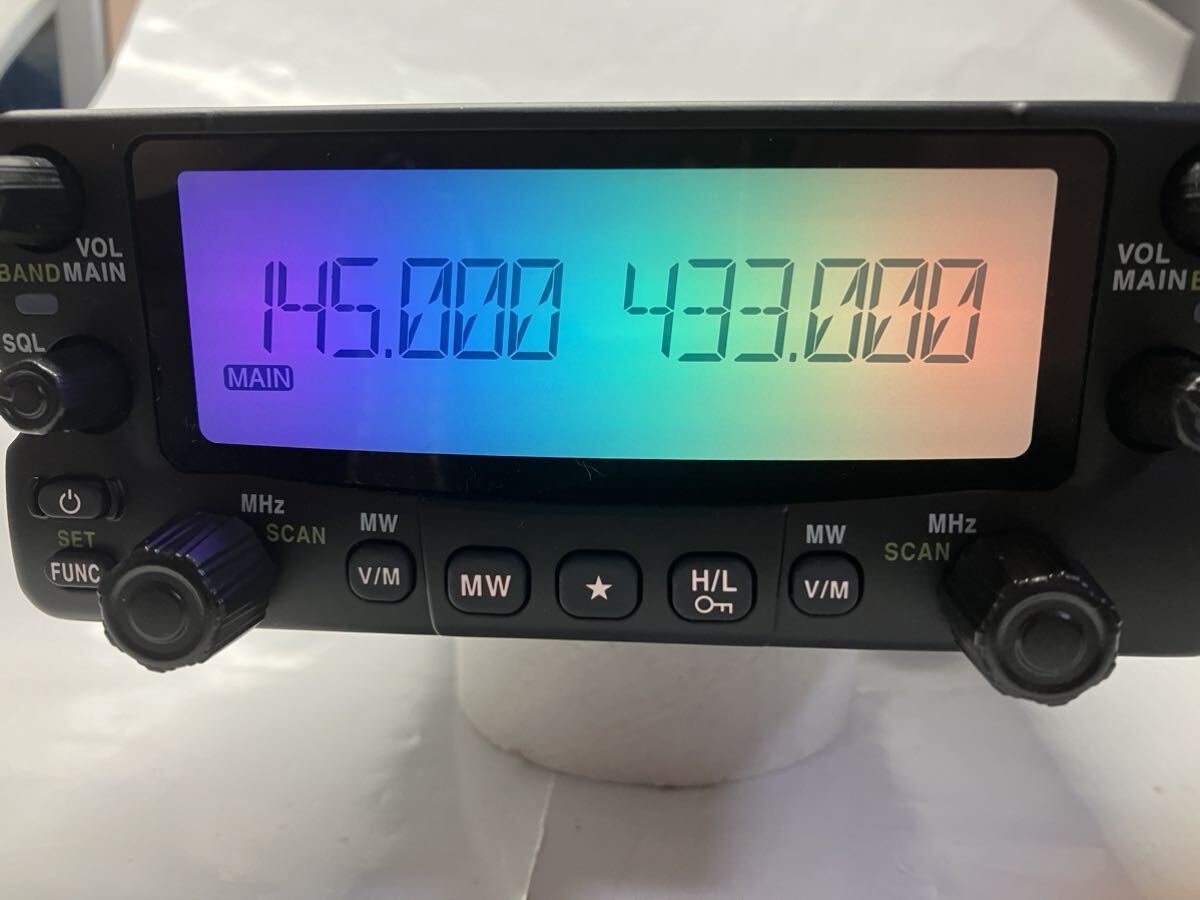 VOL
BAND MAIN
SQL
145.000 433.000
MAIN
VOL
MAIN B
SET
FUNC
MHz
SCAN
MW
V/M
MW
★
H/L
MW
V/M
MHz
SCAN